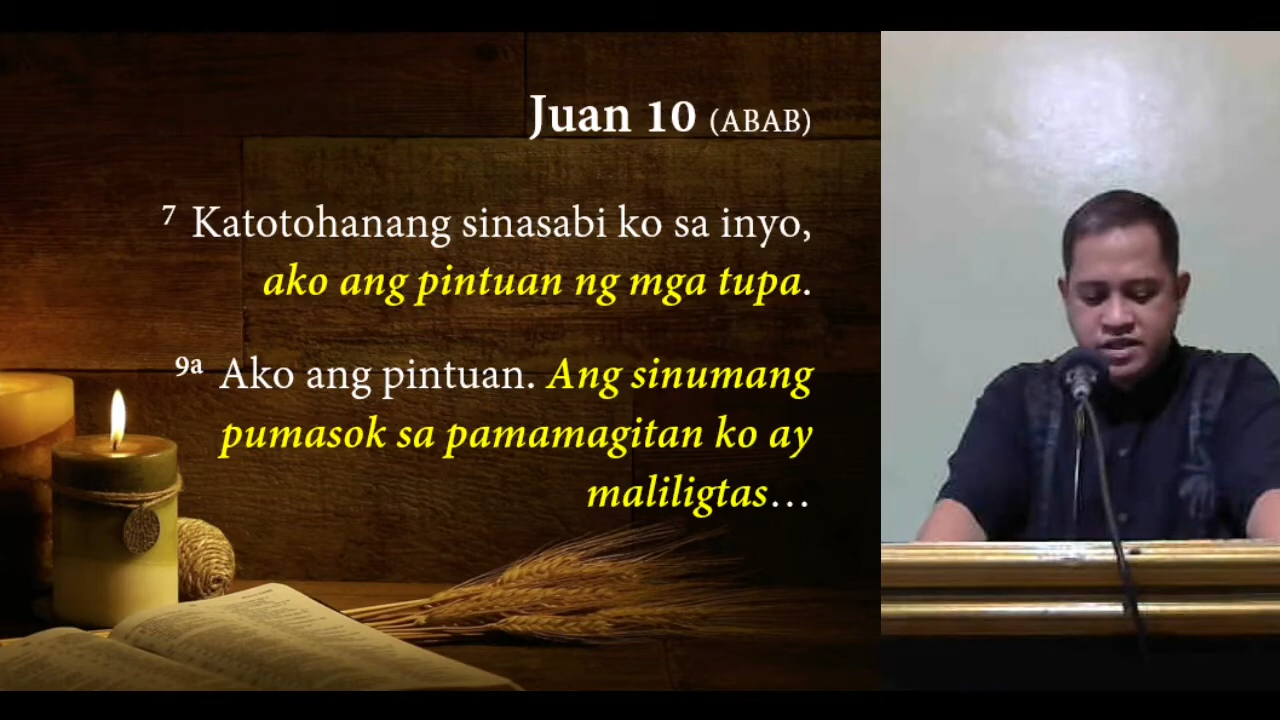 Juan 10 (ABAB)
7 Katotohanang sinasabi ko sa inyo,
ako ang pintuan ng mga tupa.
9a Ako ang pintuan. Ang sinumang
pumasok sa pamamagitan ko ay
maliligtas…